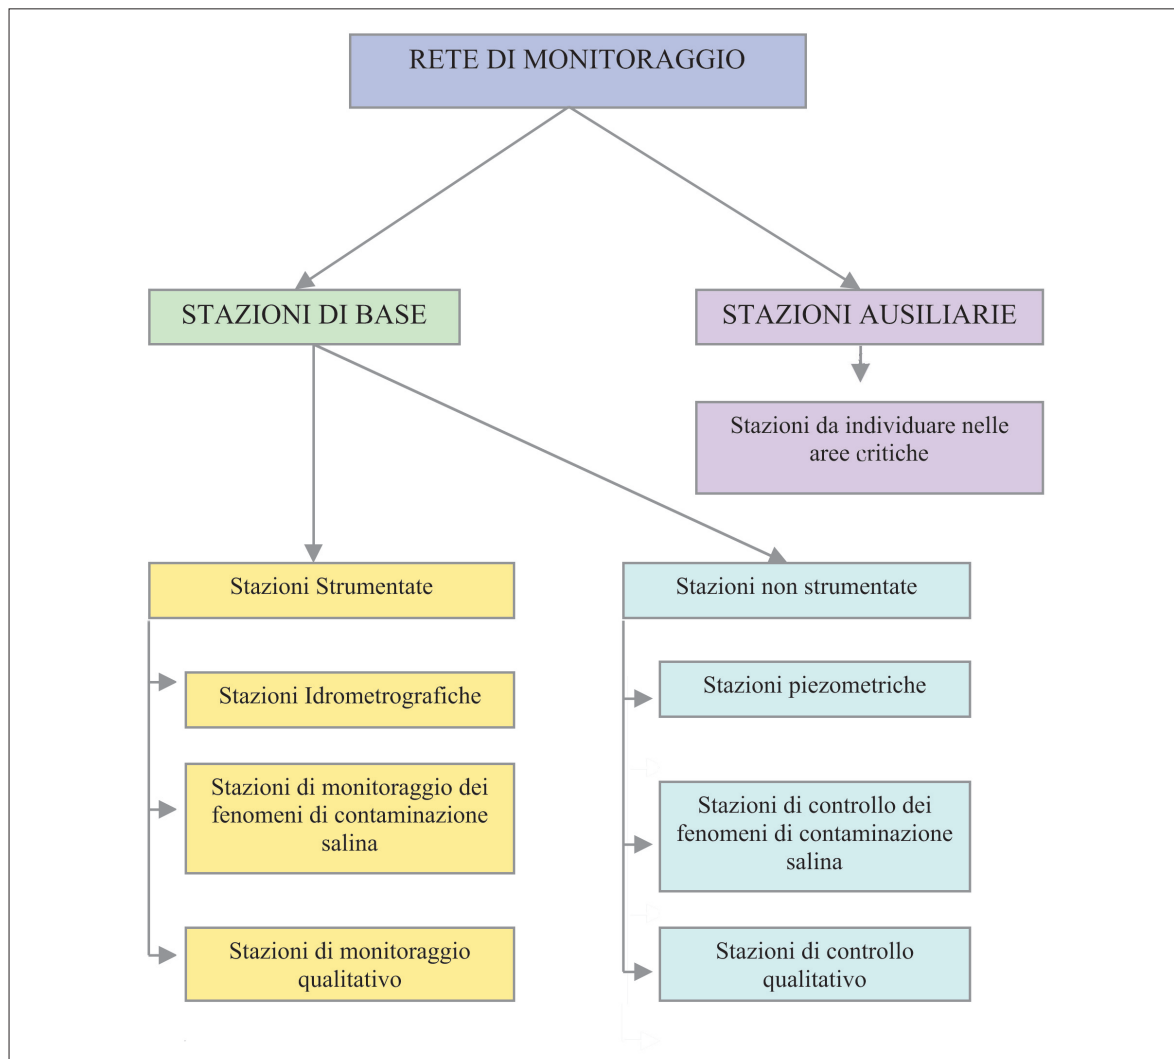 RETE DI MONITORAGGIO
STAZIONI DI BASE
STAZIONI AUSILIARIE
Stazioni da individuare nelle
aree critiche
Stazioni Strumentate
Stazioni non strumentate
Stazioni Idrometrografiche
Stazioni piezometriche
Stazioni di monitoraggio dei
fenomeni di contaminazione
salina
Stazioni di controllo dei
fenomeni di contaminazione
salina
Stazioni di monitoraggio
qualitativo
Stazioni di controllo
qualitativo